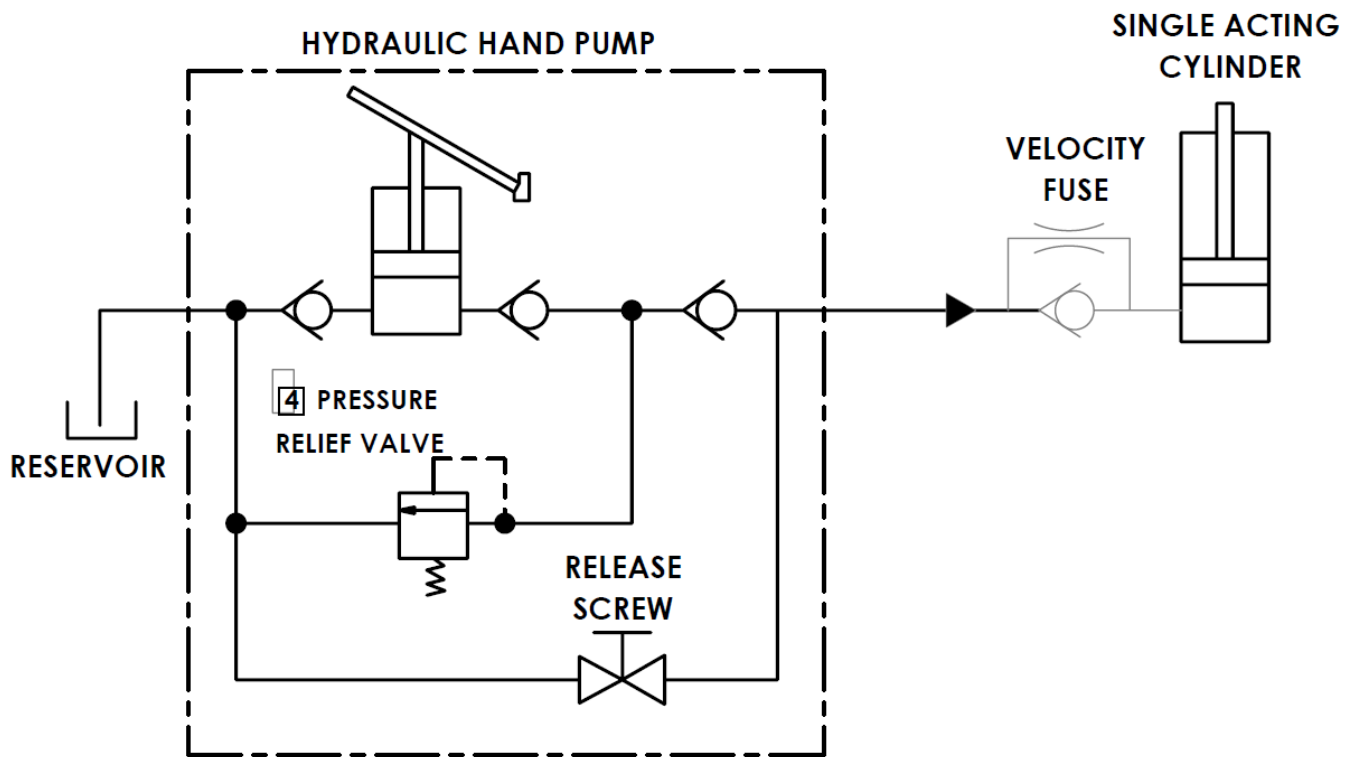 SINGLE ACTING
CYLINDER
HYDRAULIC HAND PUMP
VELOCITY
FUSE
4 PRESSURE
RELIEF VALVE
RESERVOIR
RELEASE
SCREW